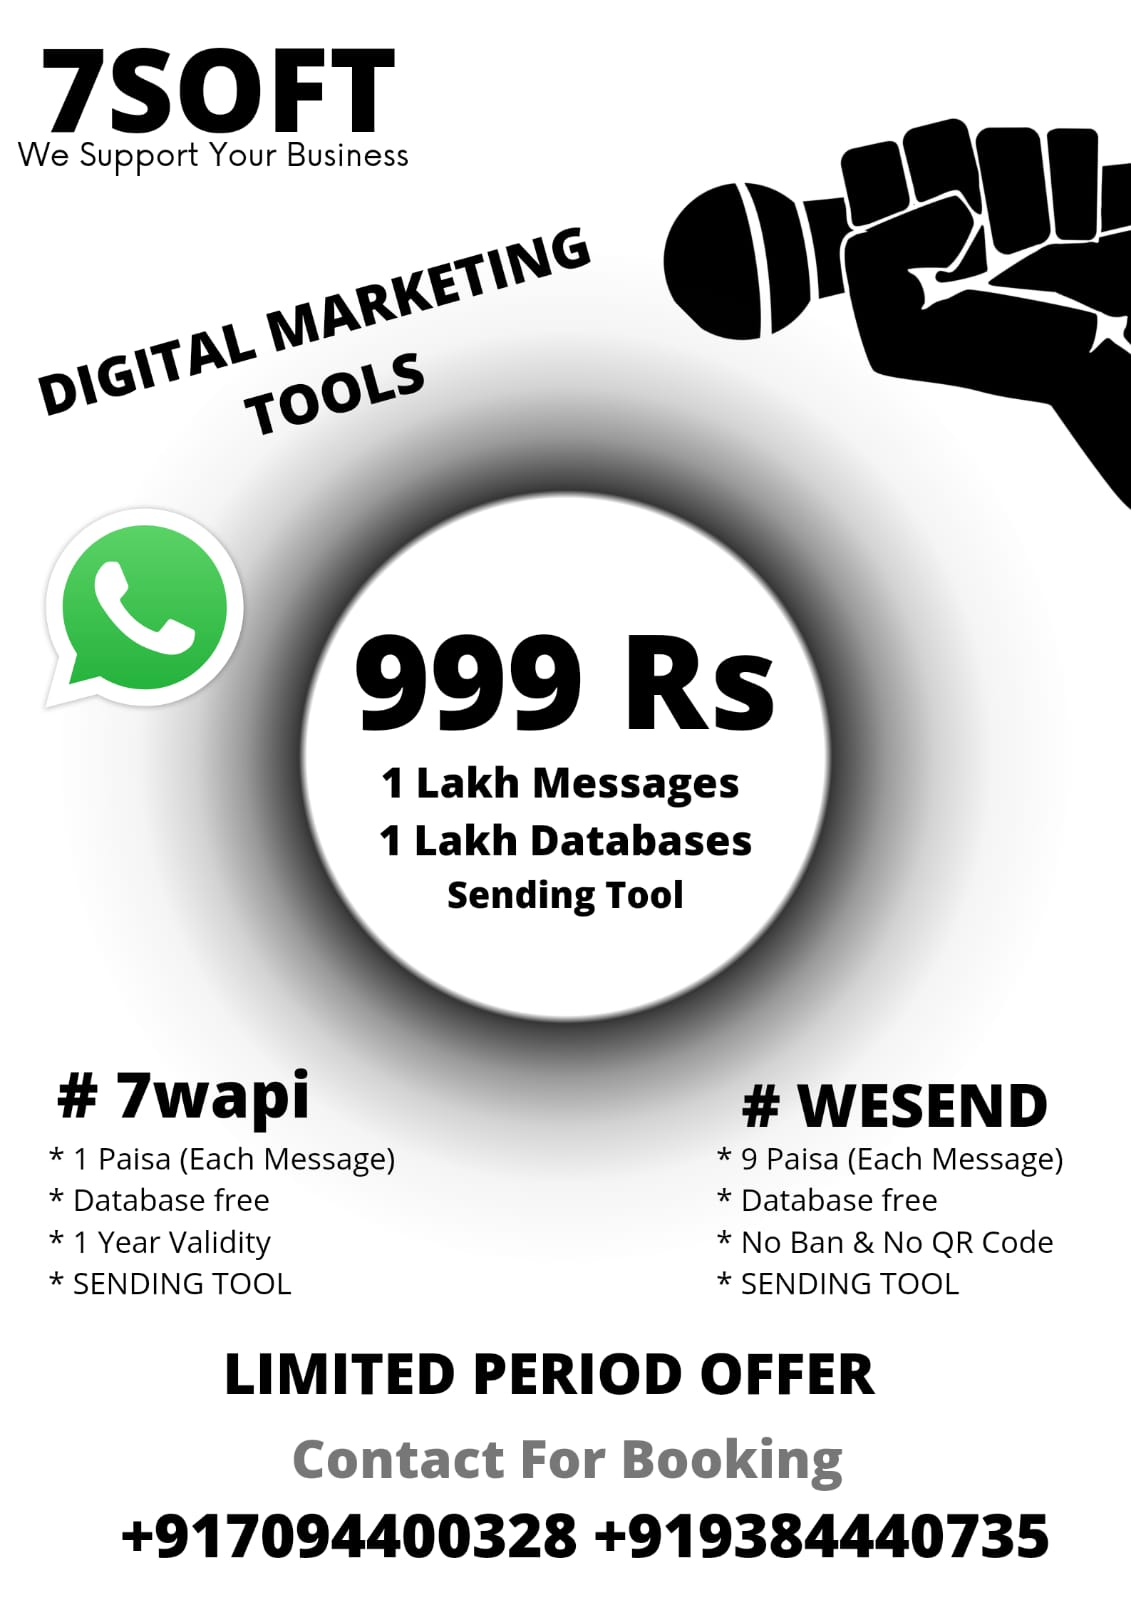 7SOFT
We Support Your Business
DIGITAL MARKETING
TOOLS
999 Rs
1 Lakh Messages
1 Lakh Databases
Sending Tool
# 7wapi
* 1 Paisa (Each Message)
* Database free
* 1 Year Validity
* SENDING TOOL
# WESEND
* 9 Paisa (Each Message)
* Database free
* No Ban & No QR Code
* SENDING TOOL
LIMITED PERIOD OFFER
Contact For Booking
+917094400328 +919384440735